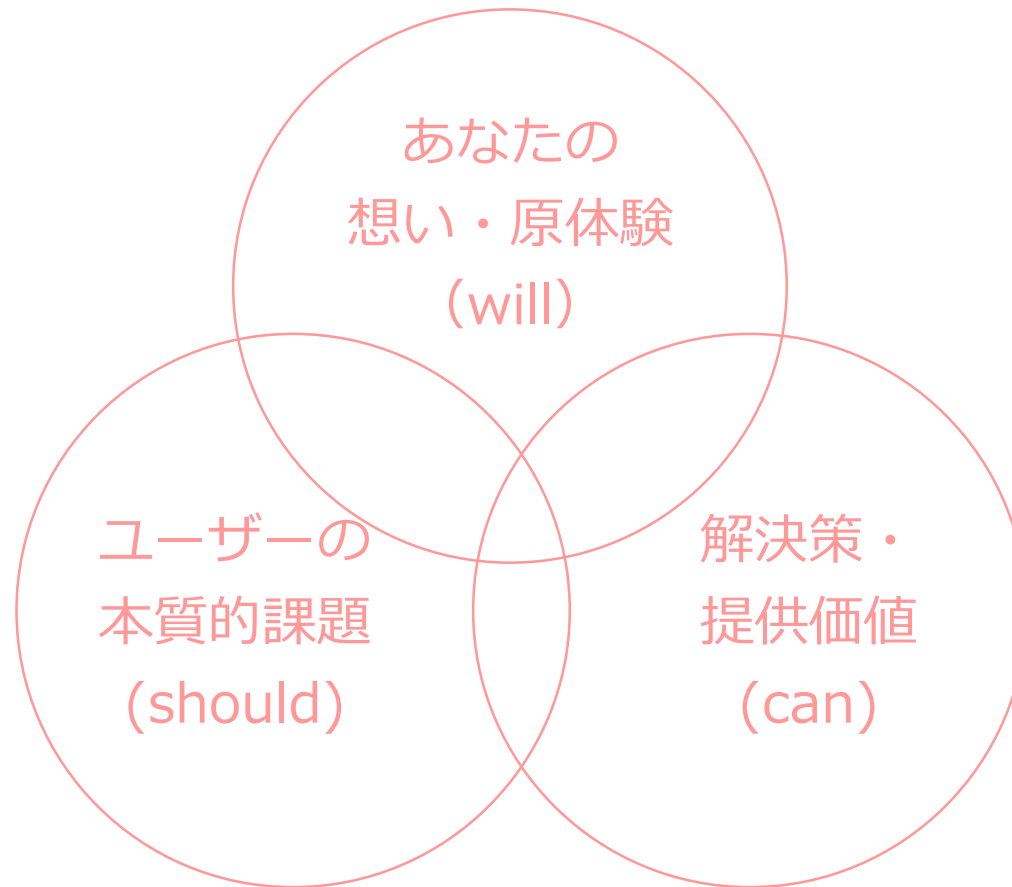 あなたの
想い・原体験
(will)
ユーザーの
本質的課題
(should)
解決策・
提供価値
(can)